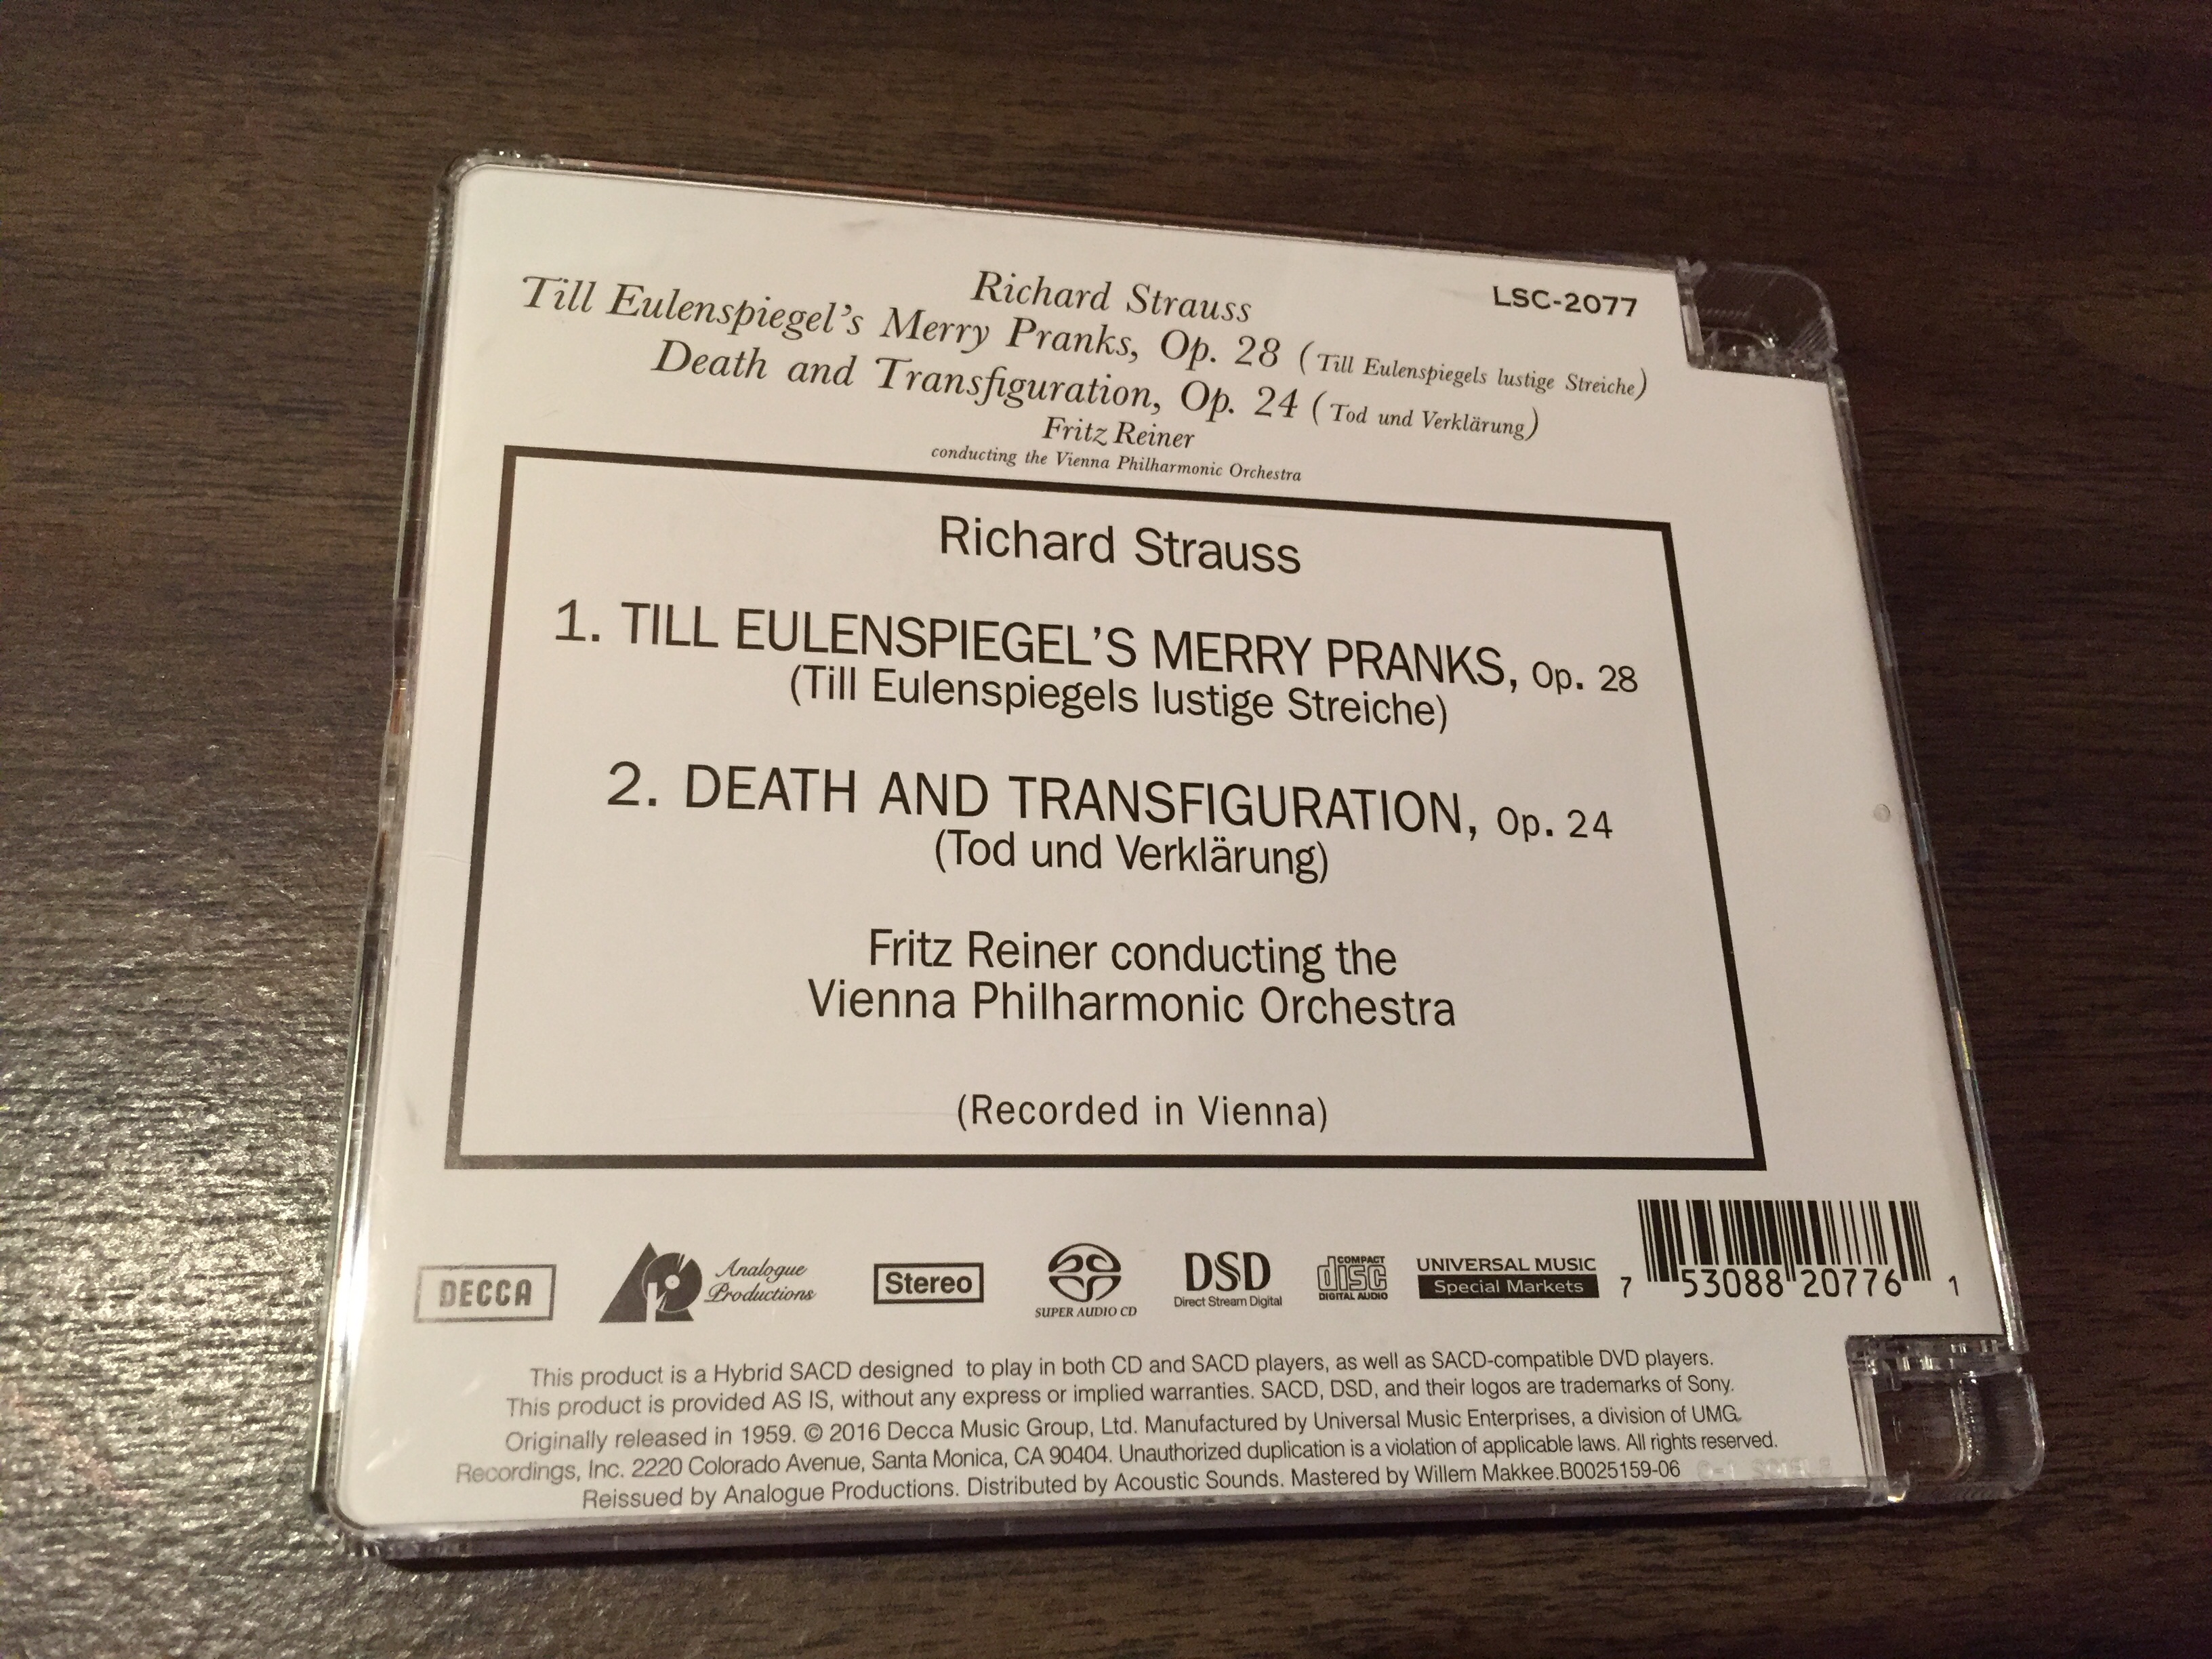 Richard Strauss
LSC-2077
Till Eulenspiegel's Merry Pranks, Op. 28 (Till Eulenspiegels lustige Streiche)
Death and Transfiguration, Op. 24 (Tod und Verklärung)
Fritz Reiner
conducting the Vienna Philharmonic Orchestra
Richard Strauss
1. TILL EULENSPIEGEL'S MERRY PRANKS, Op. 28
(Till Eulenspiegels lustige Streiche)
2. DEATH AND TRANSFIGURATION, Op. 24
(Tod und Verklärung)
Fritz Reiner conducting the
Vienna Philharmonic Orchestra
(Recorded in Vienna)
DECCA
Analogue
Productions
Stereo
SUPER AUDIO CD
DSD
Direct Stream Digital
COMPACT
disc
DIGITAL AUDIO
UNIVERSAL MUSIC
Special Markets
7 53088 20776 1
This product is a Hybrid SACD designed to play in both CD and SACD players, as well as SACD-compatible DVD players.
This product is provided AS IS, without any express or implied warranties. SACD, DSD, and their logos are trademarks of Sony.
Originally released in 1959. © 2016 Decca Music Group, Ltd. Manufactured by Universal Music Enterprises, a division of UMG
Recordings, Inc. 2220 Colorado Avenue, Santa Monica, CA 90404. Unauthorized duplication is a violation of applicable laws. All rights reserved.
Reissued by Analogue Productions. Distributed by Acoustic Sounds. Mastered by Willem Makkee.B0025159-06